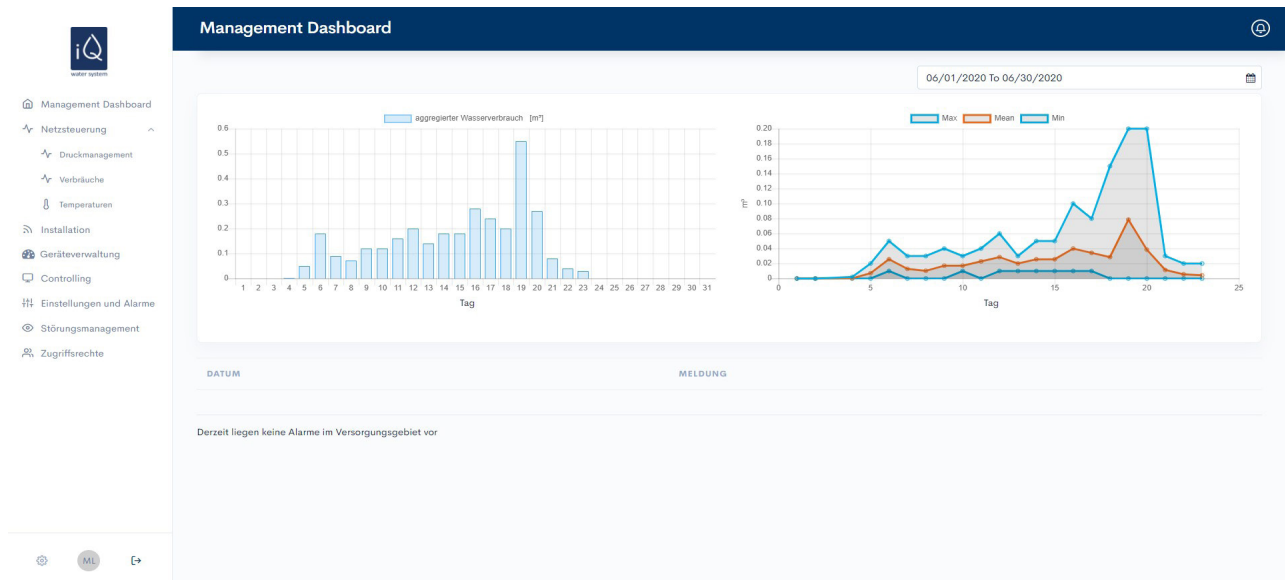 iQ
water system
Management Dashboard
Netzsteuerung
Druckmanagement
Verbräuche
Temperaturen
Installation
Geräteverwaltung
Controlling
Einstellungen und Alarme
Störungsmanagement
Zugriffsrechte
ML
Management Dashboard
06/01/2020 To 06/30/2020
aggregierter Wasserverbrauch [m³]
0.6
0.5
0.4
0.3
0.2
0.1
0
1 2 3 4 5 6 7 8 9 10 11 12 13 14 15 16 17 18 19 20 21 22 23 24 25 26 27 28 29 30 31
Tag
Max Mean Min
0.20
0.18
0.16
0.14
0.12
0.10
0.08
0.06
0.04
0.02
0
m³
0 5 10 15 20 25
Tag
DATUM MELDUNG
Derzeit liegen keine Alarme im Versorgungsgebiet vor